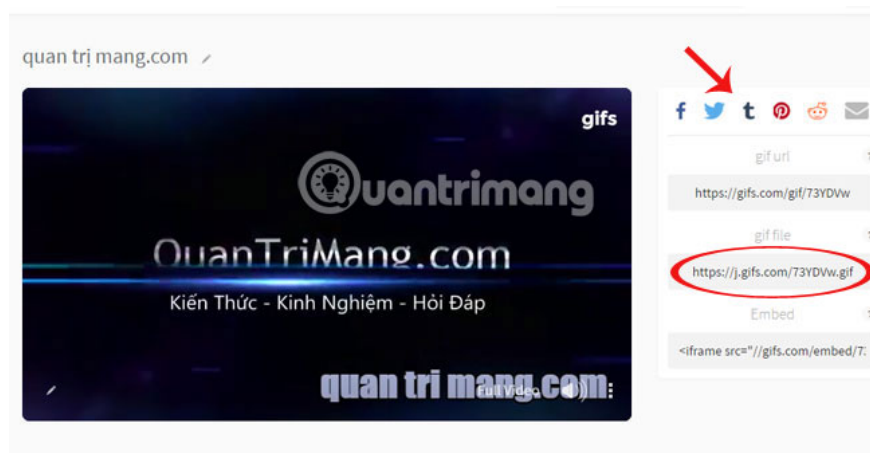 quan trị mang.com
gifs
Quantrimang
QuanTriMang.com
Kiến Thức - Kinh Nghiệm - Hỏi Đáp
quan tri mang.com
Full Video
gif url
https://gifs.com/gif/73YDVw
gif file
https://j.gifs.com/73YDVw.gif
Embed
<iframe src="//gifs.com/embed/7